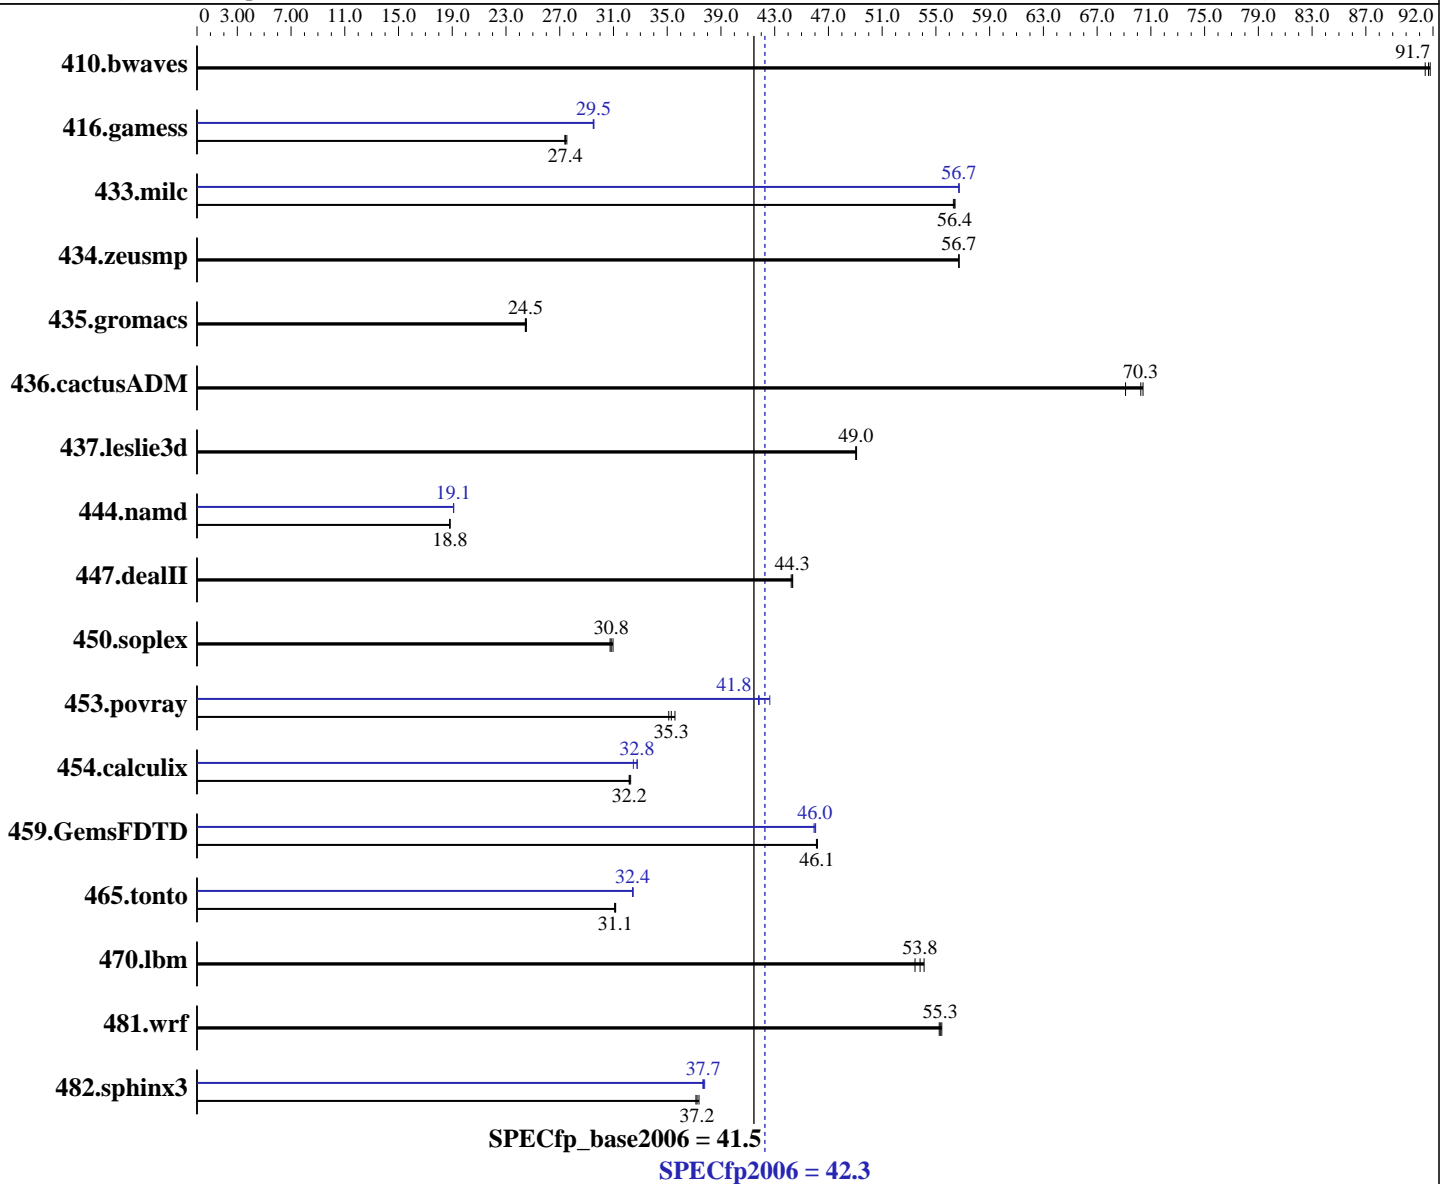 0 3.00 7.00 11.0 15.0 19.0 23.0 27.0 31.0 35.0 39.0 43.0 47.0 51.0 55.0 59.0 63.0 67.0 71.0 75.0 79.0 83.0 87.0 92.0
410.bwaves 91.7
416.gamess 29.5
27.4
433.milc 56.7
56.4
434.zeusmp 56.7
435.gromacs 24.5
436.cactusADM 70.3
437.leslie3d 49.0
444.namd 19.1
18.8
447.dealII 44.3
450.soplex 30.8
453.povray 41.8
35.3
454.calculix 32.8
32.2
459.GemsFDTD 46.0
46.1
465.tonto 32.4
31.1
470.lbm 53.8
481.wrf 55.3
482.sphinx3 37.7
37.2
SPECfp_base2006 = 41.5
SPECfp2006 = 42.3